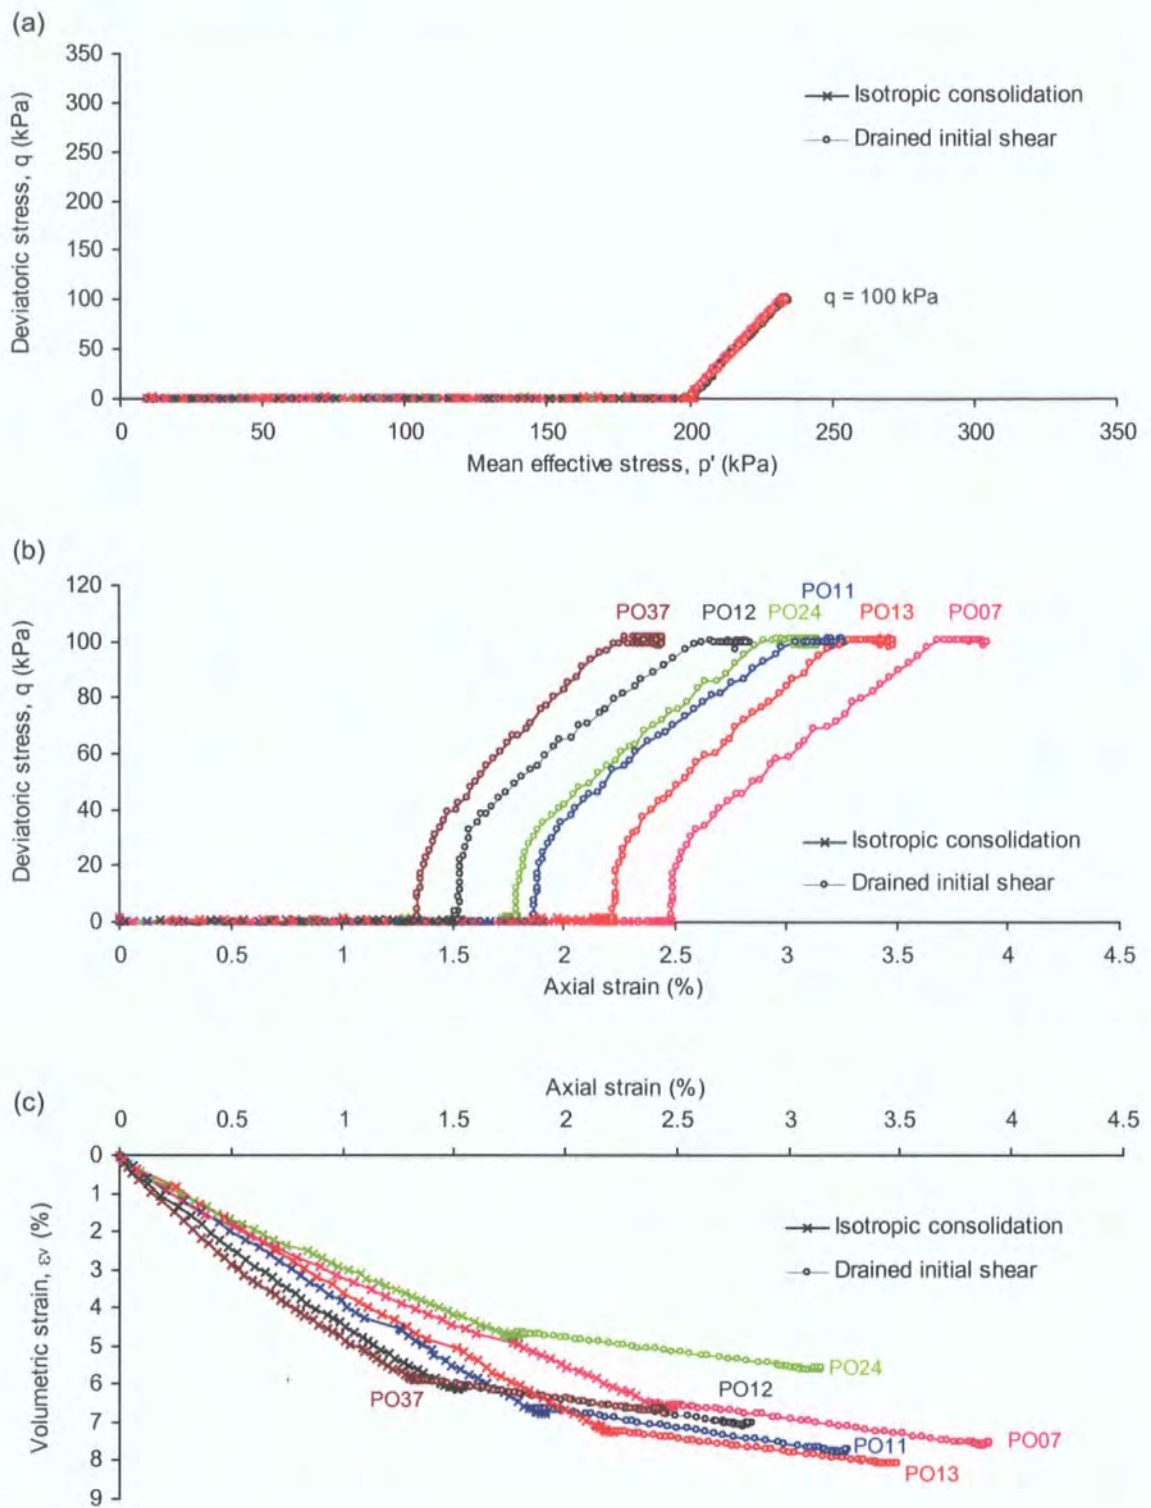 (a)
350
300
250
200
150
100
50
0
Deviatoric stress, q (kPa)
Isotropic consolidation
Drained initial shear
q = 100 kPa
0 50 100 150 200 250 300 350
Mean effective stress, p' (kPa)
(b)
120
100
80
60
40
20
0
Deviatoric stress, q (kPa)
PO37 PO12 PO24 PO11 PO13 PO07
Isotropic consolidation
Drained initial shear
0 0.5 1 1.5 2 2.5 3 3.5 4 4.5
Axial strain (%)
(c)
Axial strain (%)
0 0.5 1 1.5 2 2.5 3 3.5 4 4.5
0
1
2
3
4
5
6
7
8
9
Volumetric strain, εv (%)
Isotropic consolidation
Drained initial shear
PO24
PO12
PO37
PO07
PO11
PO13